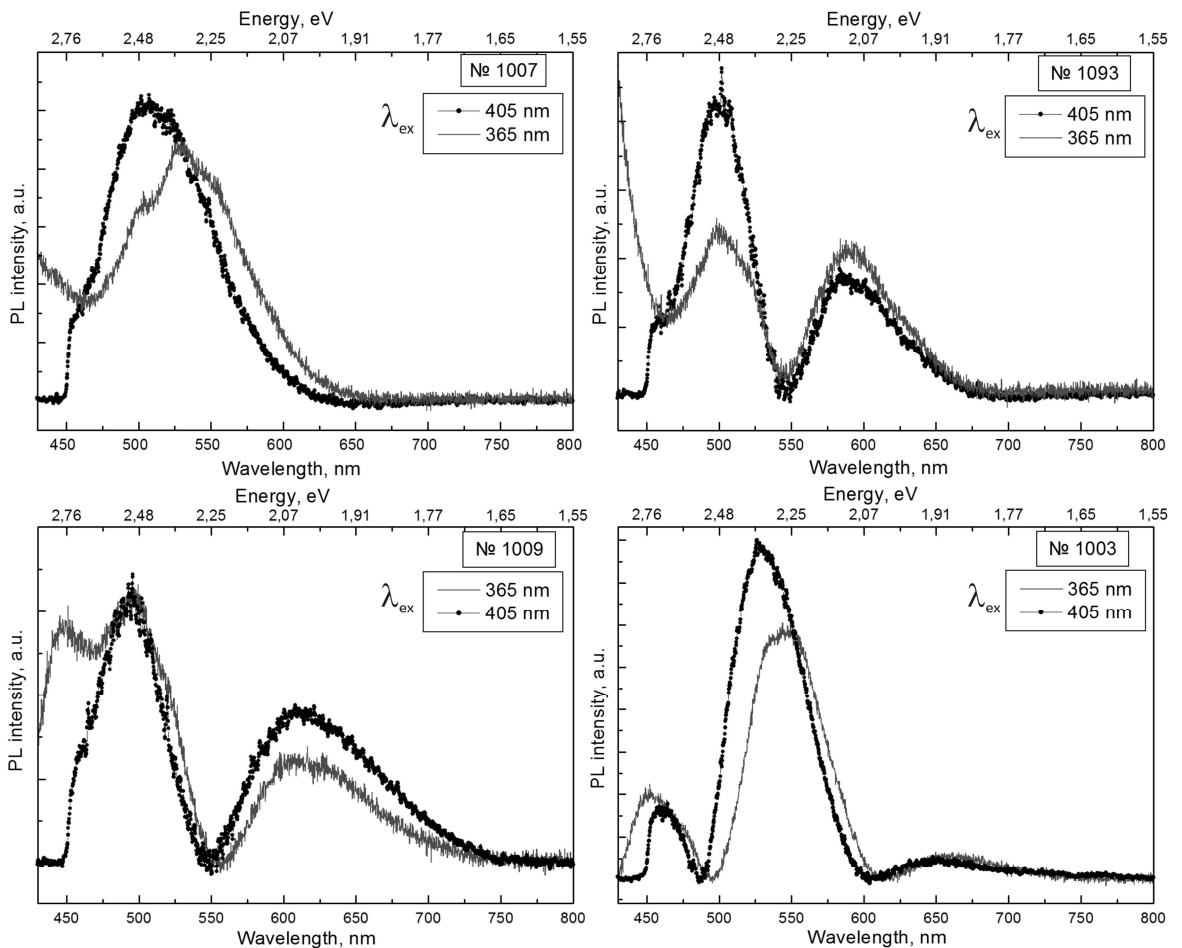 Energy, eV
2,76 2,48 2,25 2,07 1,91 1,77 1,65 1,55
№ 1007
λex
405 nm
365 nm
PL intensity, a.u.
450 500 550 600 650 700 750 800
Wavelength, nm
Energy, eV
2,76 2,48 2,25 2,07 1,91 1,77 1,65 1,55
№ 1093
λex
405 nm
365 nm
PL intensity, a.u.
450 500 550 600 650 700 750 800
Wavelength, nm
Energy, eV
2,76 2,48 2,25 2,07 1,91 1,77 1,65 1,55
№ 1009
λex
365 nm
405 nm
PL intensity, a.u.
450 500 550 600 650 700 750 800
Wavelength, nm
Energy, eV
2,76 2,48 2,25 2,07 1,91 1,77 1,65 1,55
№ 1003
λex
365 nm
405 nm
PL intensity, a.u.
450 500 550 600 650 700 750 800
Wavelength, nm